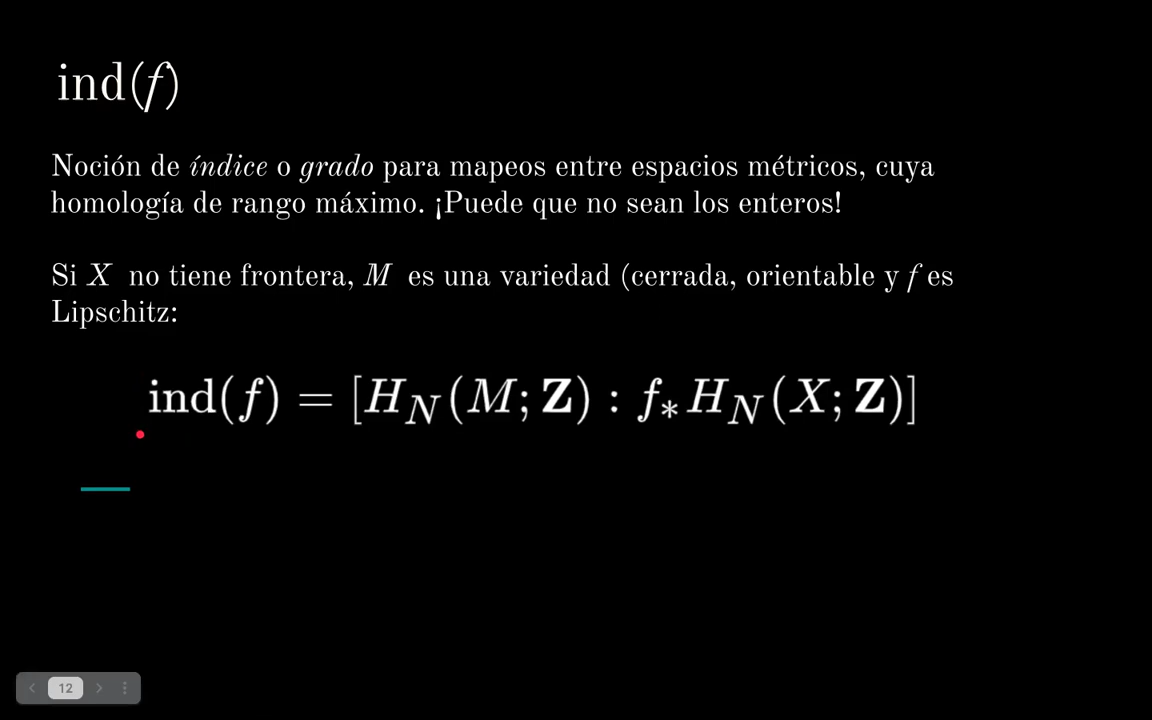 ind(f)
Noción de índice o grado para mapeos entre espacios métricos, cuya
homología de rango máximo. ¡Puede que no sean los enteros!
Si X no tiene frontera, M es una variedad (cerrada, orientable y f es
Lipschitz:
ind(f) = [H_N(M; Z) : f_*H_N(X; Z)]
12